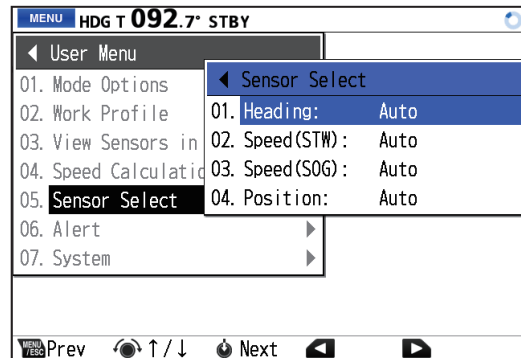 MENU HDG T 092.7° STBY
◀ User Menu
01. Mode Options
02. Work Profile
03. View Sensors in
04. Speed Calculatio
05. Sensor Select
06. Alert ▶
07. System ▶
◀ Sensor Select
01. Heading: Auto
02. Speed(STW): Auto
03. Speed(SOG): Auto
04. Position: Auto
MENU/ESC Prev ↑/↓ Next ◀ ▶